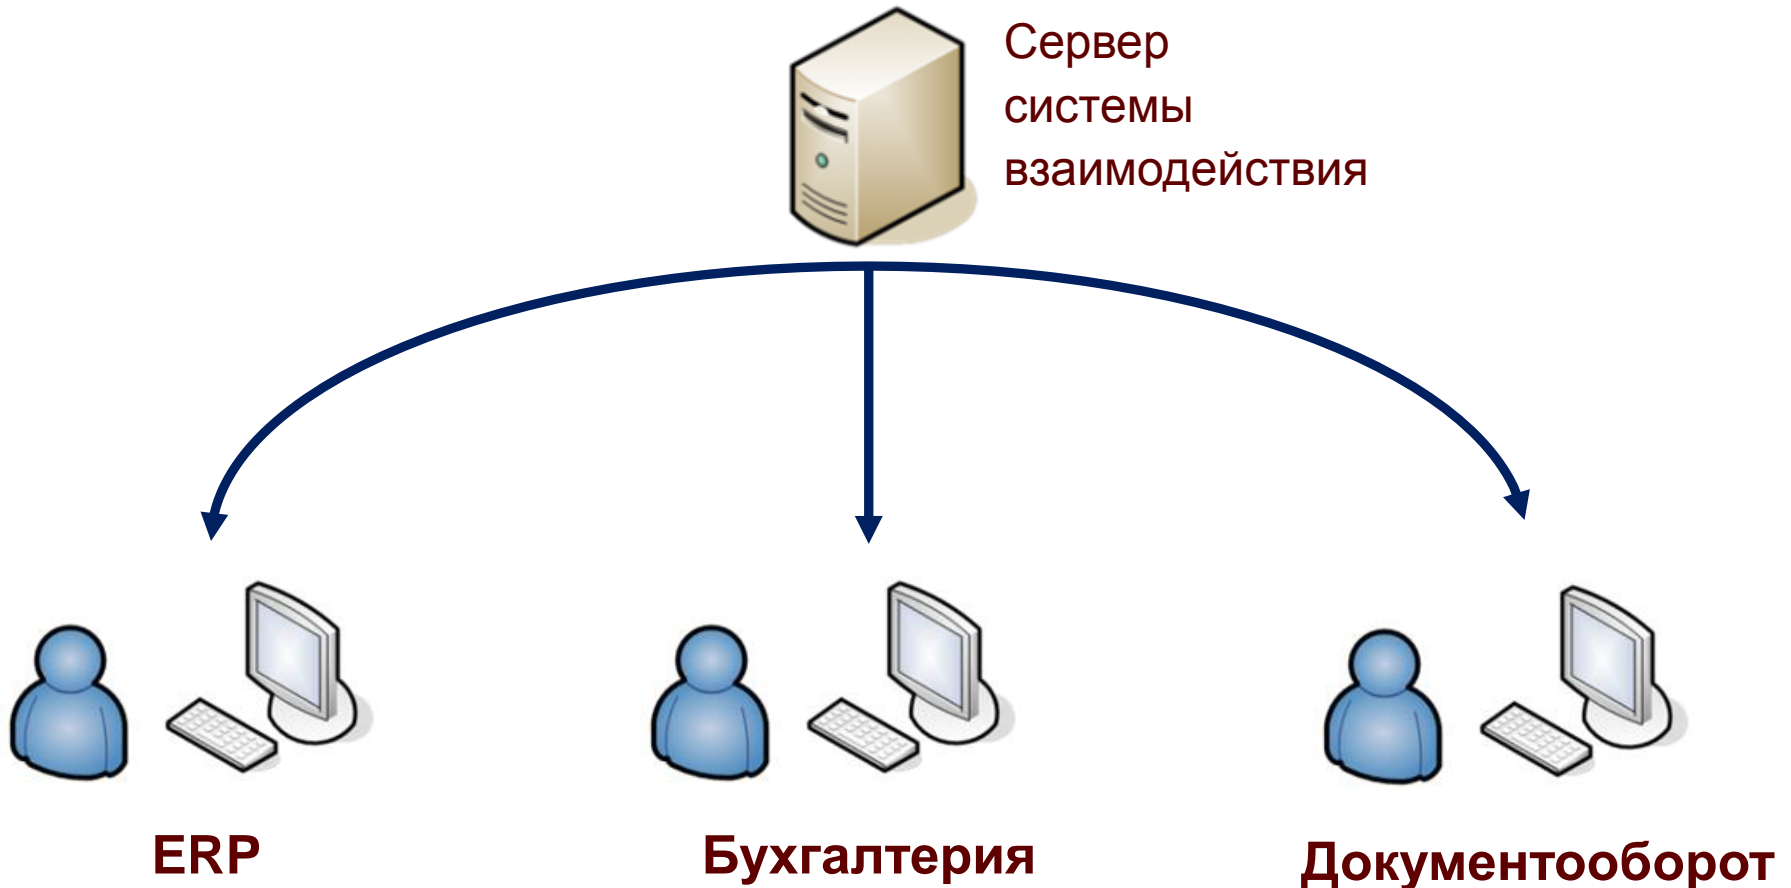 Сервер
системы
взаимодействия
ERP
Бухгалтерия
Документооборот